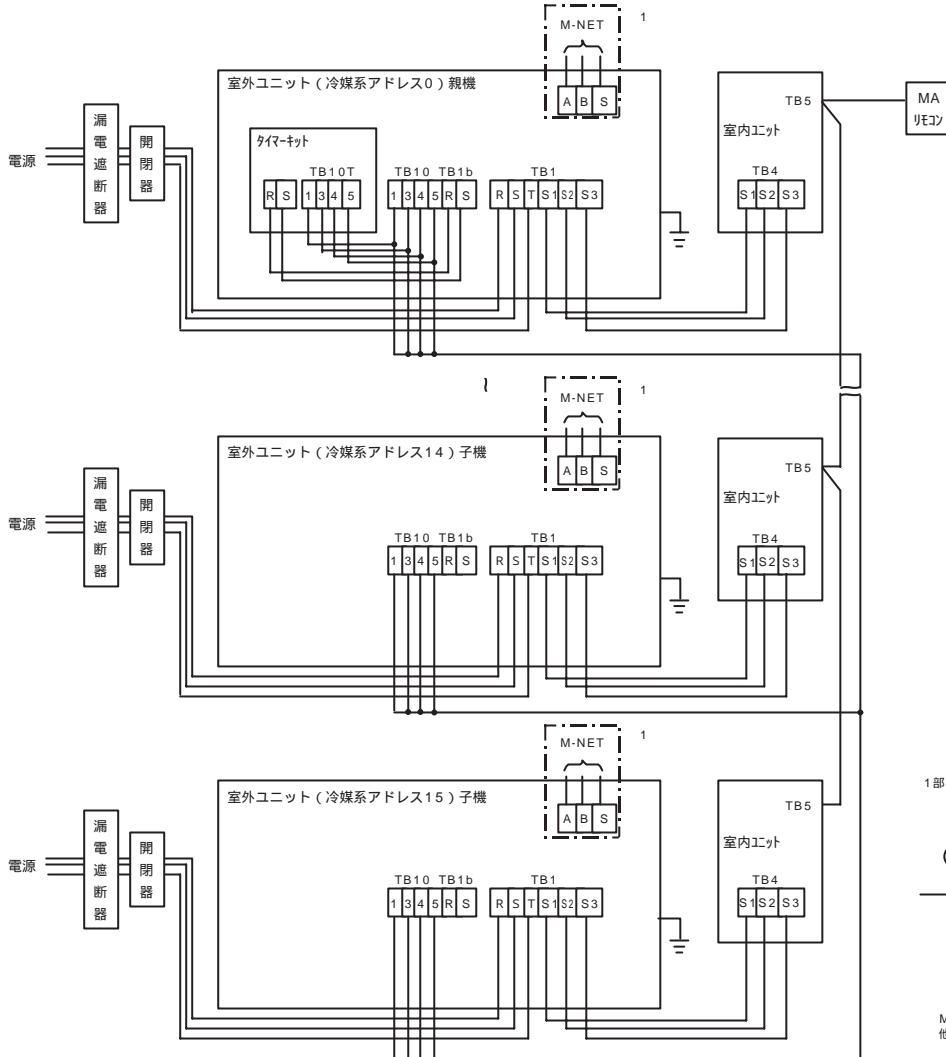 M-NET
1
A B S
室外ユニット(冷媒系アドレス0)親機
TB5
MA
リモコン
室内ユニット
漏電遮断器
開閉器
電源
タイマーキット
TB10T
R S 1 3 4 5
TB10 TB1b
1 3 4 5 R S
TB1
R S T S1 S2 S3
TB4
S1 S2 S3
~
M-NET
1
A B S
室外ユニット(冷媒系アドレス14)子機
TB5
室内ユニット
漏電遮断器
開閉器
電源
TB10 TB1b
1 3 4 5 R S
TB1
R S T S1 S2 S3
TB4
S1 S2 S3
M-NET
1
A B S
室外ユニット(冷媒系アドレス15)子機
TB5
1部
室内ユニット
漏電遮断器
開閉器
電源
TB10 TB1b
1 3 4 5 R S
TB1
R S T S1 S2 S3
TB4
S1 S2 S3
M
他